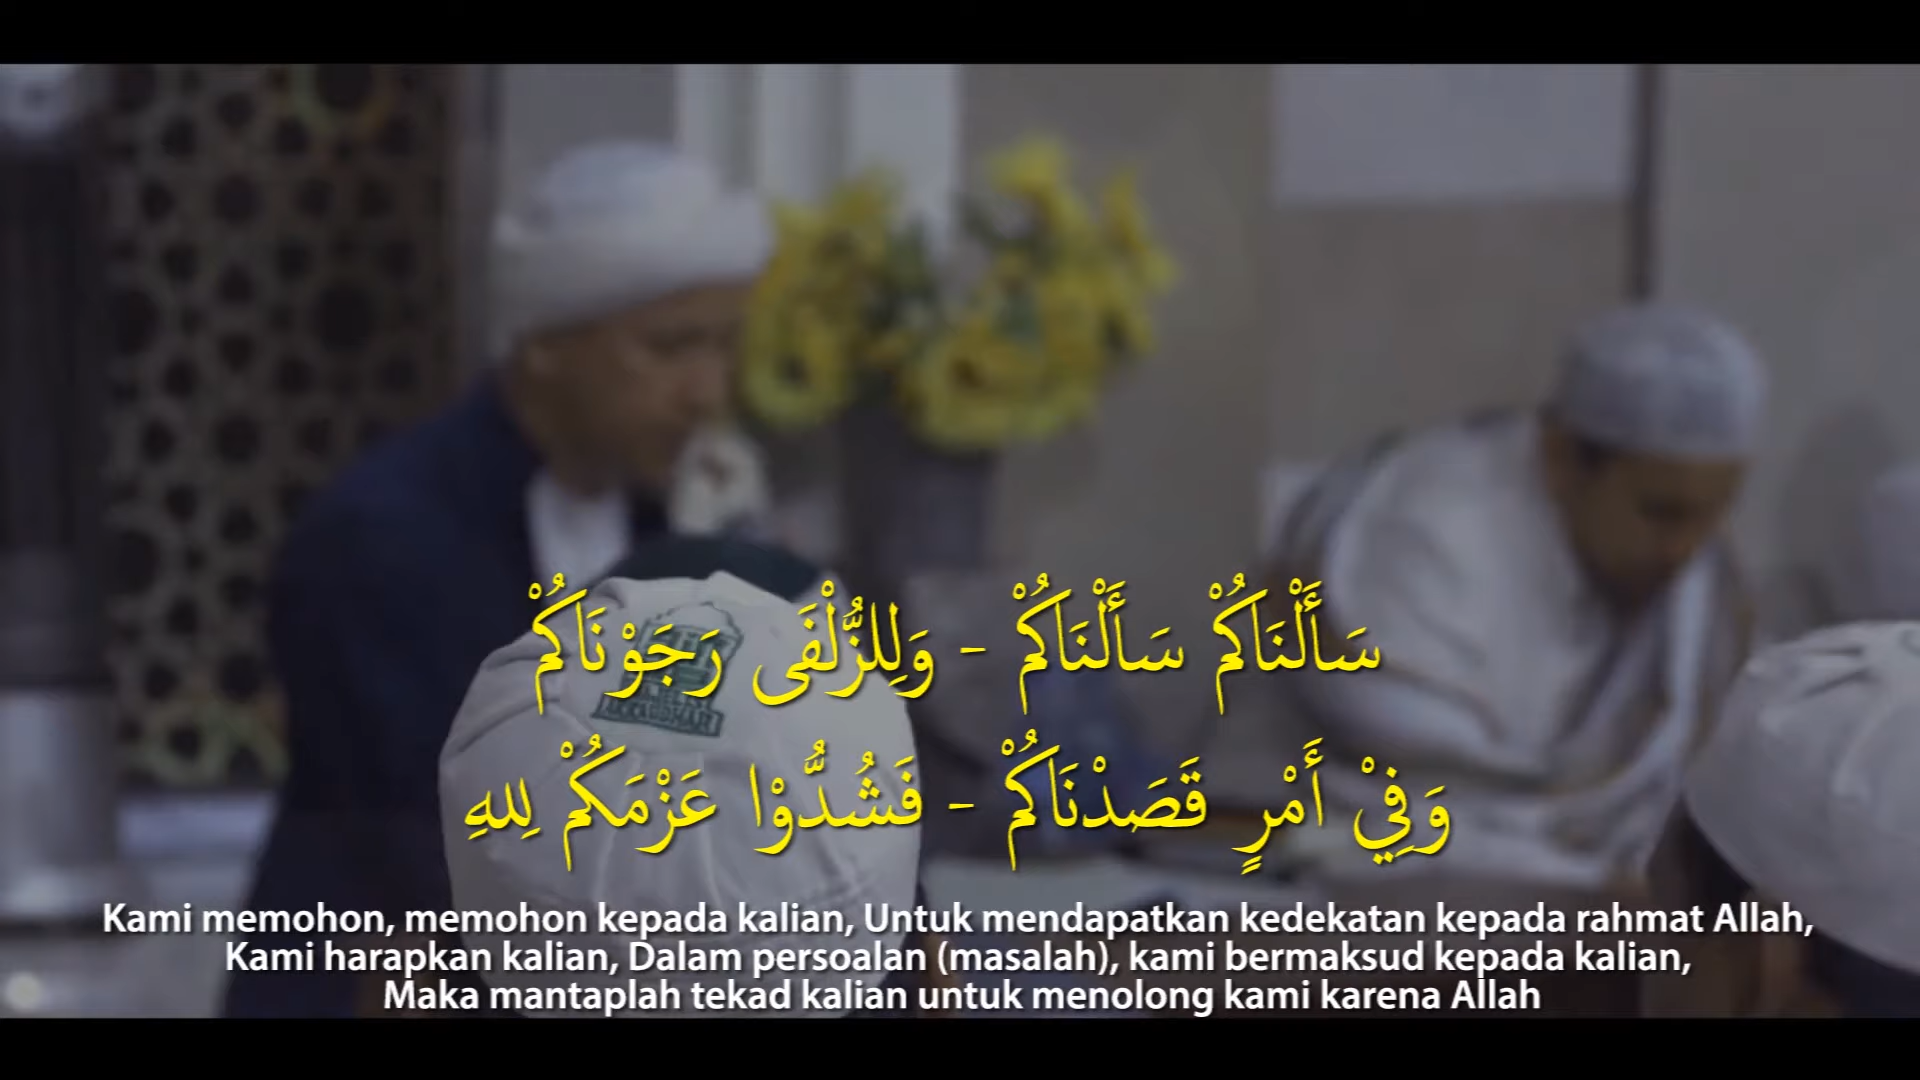 سَأَلْنَاكُمْ سَأَلْنَاكُمْ - وَلِلزُّلْفَى رَجَوْنَاكُمْ
وَفِيْ أَمْرٍ قَصَدْنَاكُمْ - فَشُدُّوْا عَزْمَكُمْ لِلهِ
Kami memohon, memohon kepada kalian, Untuk mendapatkan kedekatan kepada rahmat Allah,
Kami harapkan kalian, Dalam persoalan (masalah), kami bermaksud kepada kalian,
Maka mantaplah tekad kalian untuk menolong kami karena Allah